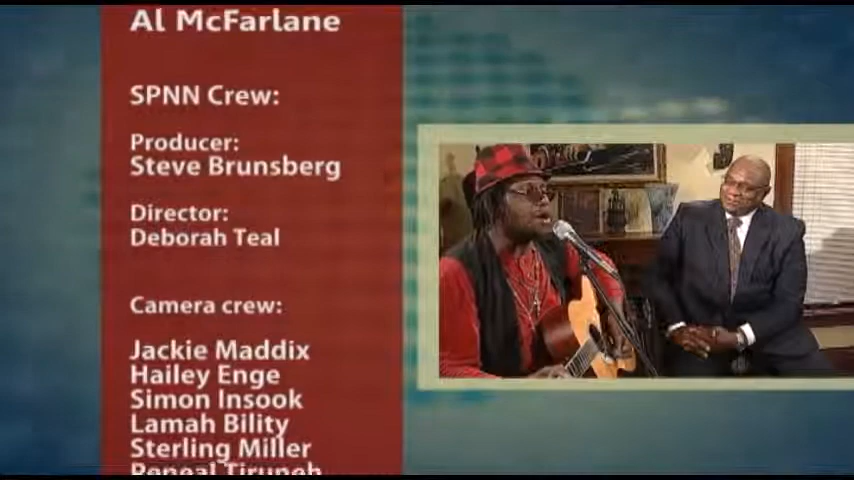 Al McFarlane
SPNN Crew:
Producer:
Steve Brunsberg
Director:
Deborah Teal
Camera crew:
Jackie Maddix
Hailey Enge
Simon Insook
Lamah Bility
Sterling Miller